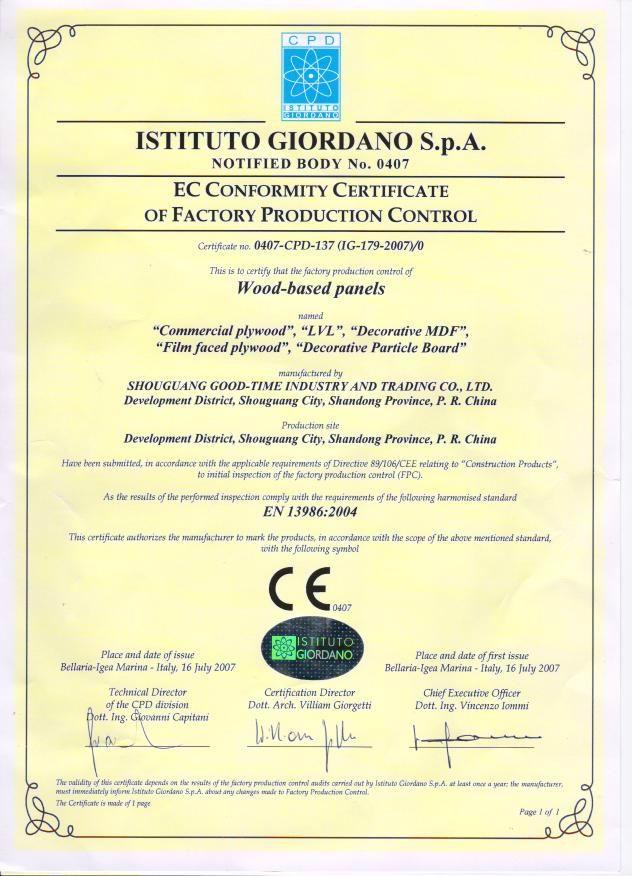 C P D
ISTITUTO
GIORDANO
ISTITUTO GIORDANO S.p.A.
NOTIFIED BODY No. 0407
EC CONFORMITY CERTIFICATE
OF FACTORY PRODUCTION CONTROL
Certificate no. 0407-CPD-137 (IG-179-2007)/0
This is to certify that the factory production control of
Wood-based panels
named
“Commercial plywood”, “LVL”, “Decorative MDF”,
“Film faced plywood”, “Decorative Particle Board”
manufactured by
SHOUGUANG GOOD-TIME INDUSTRY AND TRADING CO., LTD.
Development District, Shouguang City, Shandong Province, P. R. China
Production site
Development District, Shouguang City, Shandong Province, P. R. China
Have been submitted, in accordance with the applicable requirements of Directive 89/106/CEE relating to “Construction Products”,
to initial inspection of the factory production control (FPC).
As the results of the performed inspection comply with the requirements of the following harmonised standard
EN 13986:2004
This certificate authorizes the manufacturer to mark the products, in accordance with the scope of the above mentioned standard,
with the following symbol
CE 0407
ISTITUTO
GIORDANO
Place and date of issue
Bellaria-Igea Marina - Italy, 16 July 2007
Place and date of first issue
Bellaria-Igea Marina - Italy, 16 July 2007
Technical Director
of the CPD division
Dott. Ing. Giovanni Capitani
Certification Director
Dott. Arch. Villiam Giorgetti
Chief Executive Officer
Dott. Ing. Vincenzo Iommi
The validity of this certificate depends on the results of the factory production control audits carried out by Istituto Giordano S.p.A. at least once a year; the manufacturer,
must immediately inform Istituto Giordano S.p.A. about any changes made to Factory Production Control.
The Certificate is made of 1 page
Page 1 of 1